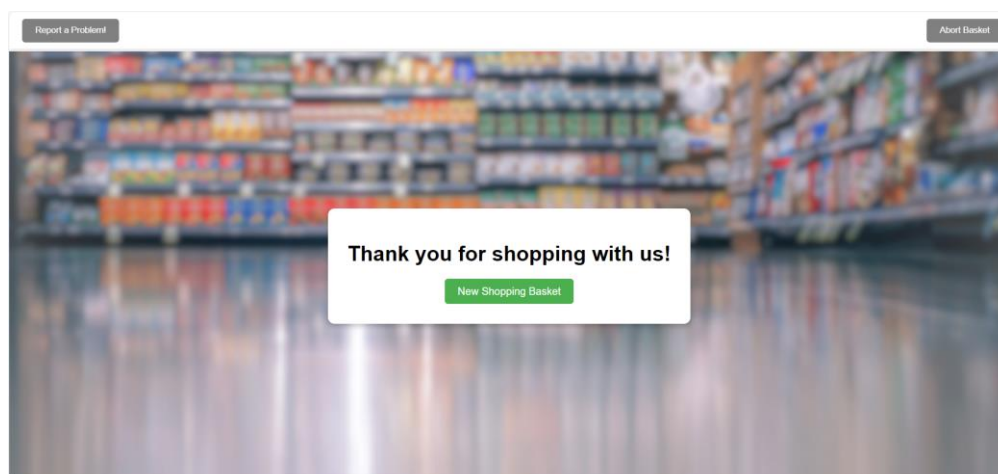 Report a Problem!
Abort Basket
Thank you for shopping with us!
New Shopping Basket